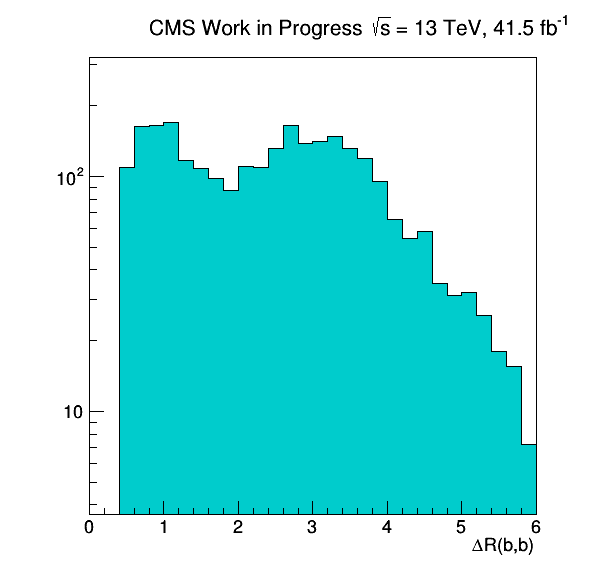 CMS Work in Progress √s = 13 TeV, 41.5 fb⁻¹
10²
10
0 1 2 3 4 5 6
ΔR(b,b)